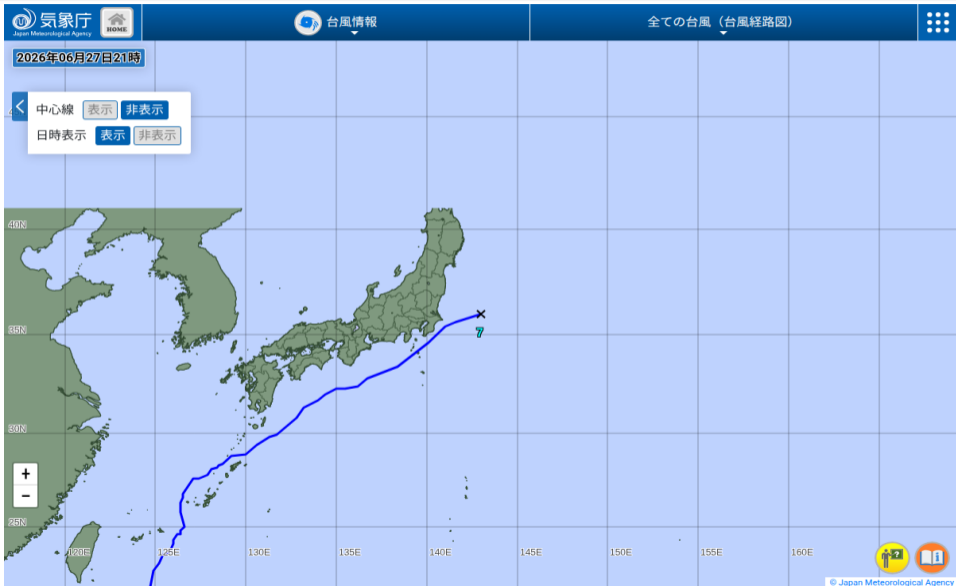 気象庁
Japan Meteorological Agency
HOME
台風情報
全ての台風（台風経路図）
2026年06月27日21時
中心線 表示 非表示
日時表示 表示 非表示
40N
35N
7
30N
+
−
25N
120E 125E 130E 135E 140E 145E 150E 155E 160E
© Japan Meteorological Agency